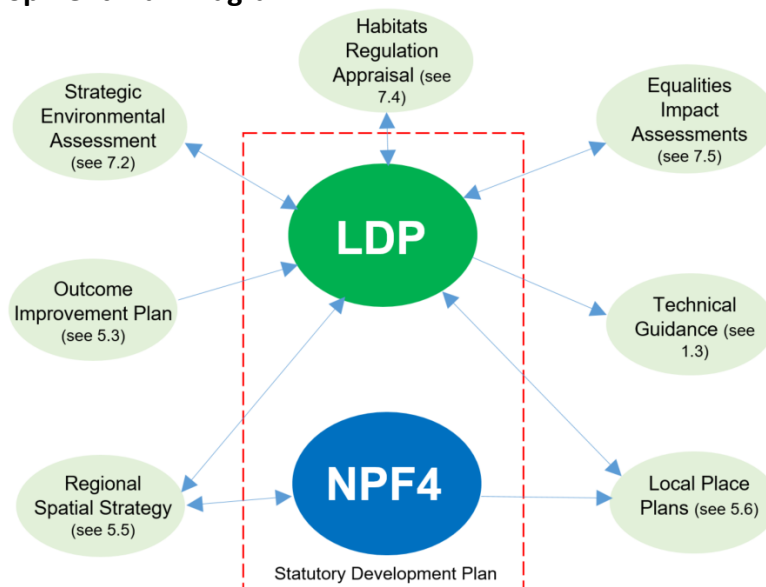 Habitats
Regulation
Appraisal (see
7.4)
Strategic
Environmental
Assessment
(see 7.2)
Equalities
Impact
Assessments
(see 7.5)
LDP
Outcome
Improvement Plan
(see 5.3)
Technical
Guidance (see
1.3)
Regional
Spatial Strategy
(see 5.5)
NPF4
Local Place
Plans (see 5.6)
Statutory Development Plan